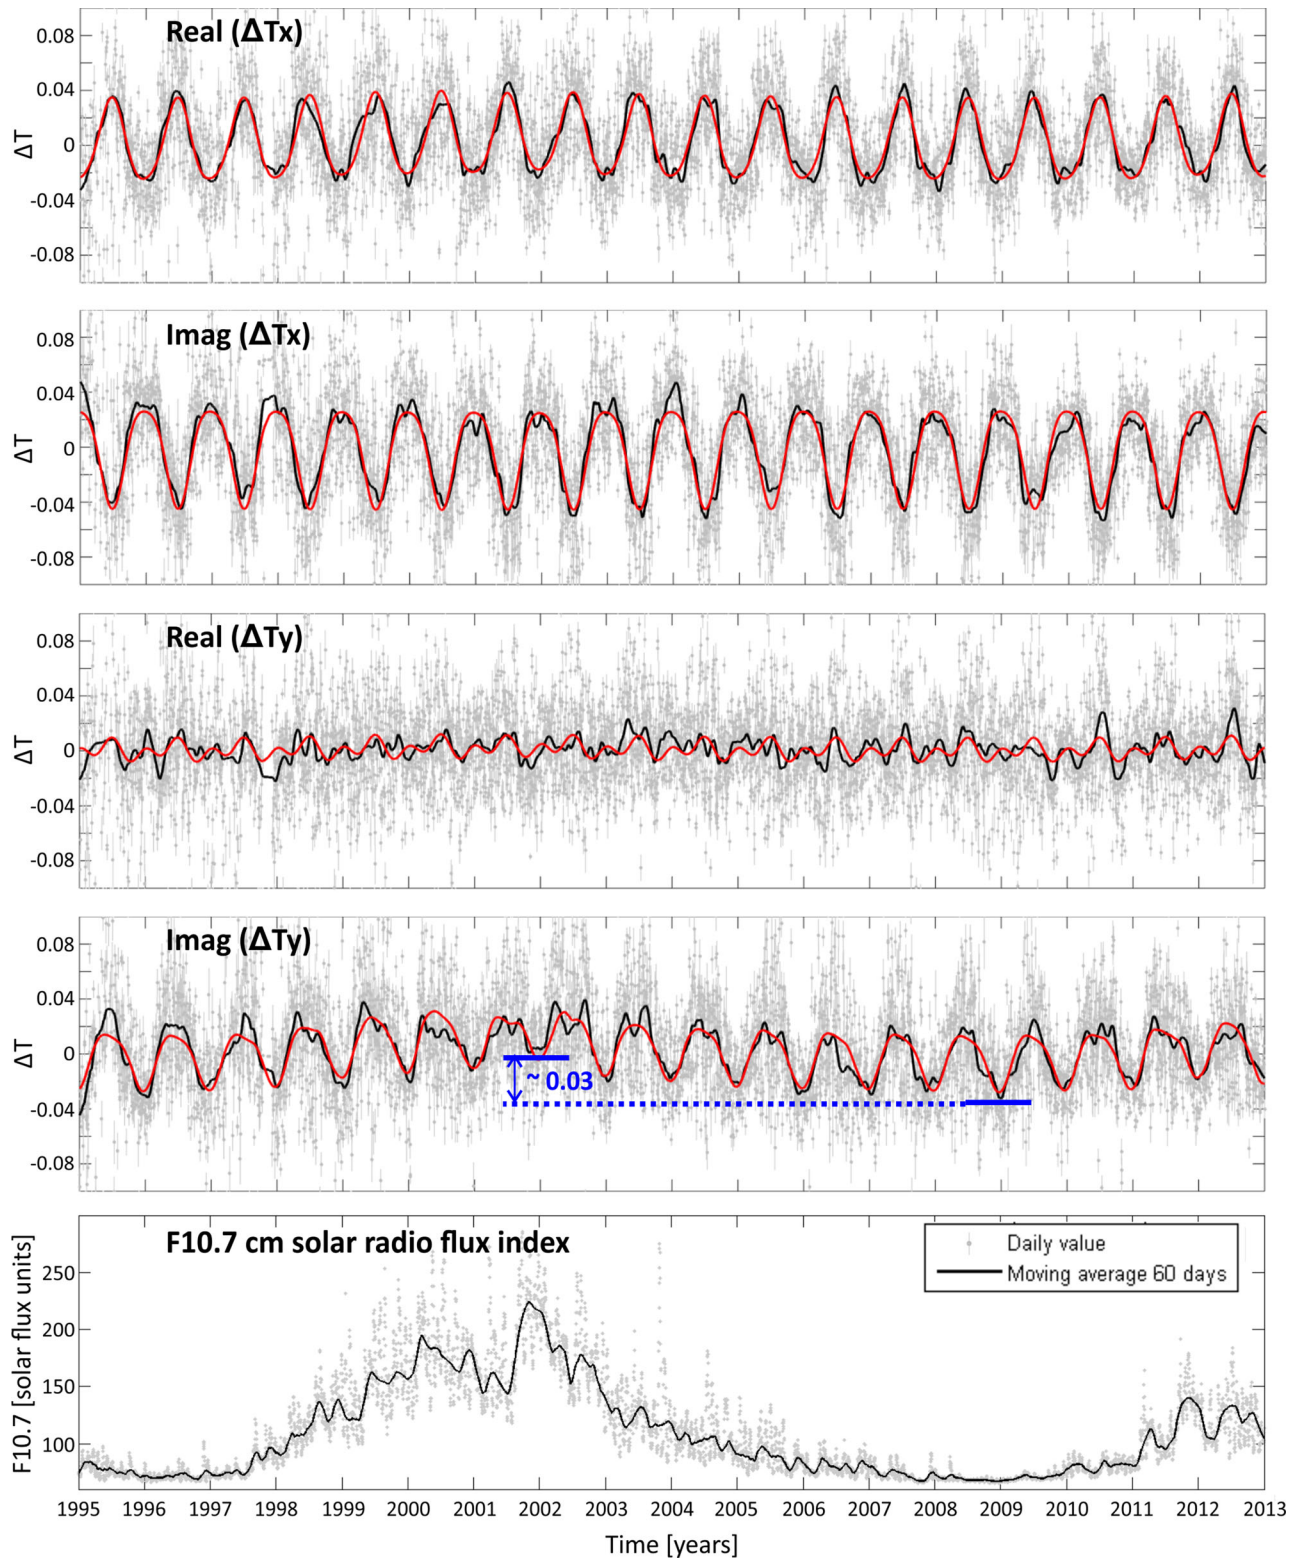 Real (ΔTx)
0.08
0.04
0
-0.04
-0.08
ΔT
Imag (ΔTx)
0.08
0.04
0
-0.04
-0.08
ΔT
Real (ΔTy)
0.08
0.04
0
-0.04
-0.08
ΔT
Imag (ΔTy)
0.08
0.04
0
-0.04
-0.08
ΔT
~ 0.03
F10.7 cm solar radio flux index
Daily value
Moving average 60 days
250
200
150
100
F10.7 [solar flux units]
1995 1996 1997 1998 1999 2000 2001 2002 2003 2004 2005 2006 2007 2008 2009 2010 2011 2012 2013
Time [years]